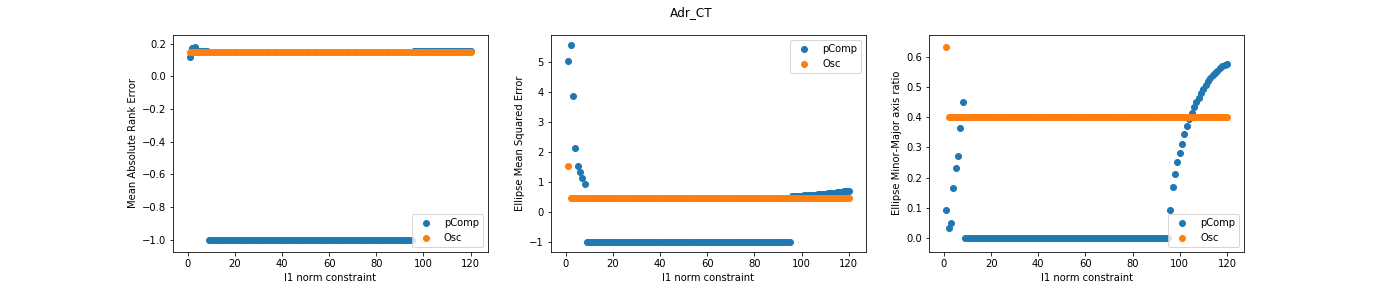 Adr_CT
Mean Absolute Rank Error
0.2
0.0
−0.2
−0.4
−0.6
−0.8
−1.0
0 20 40 60 80 100 120
l1 norm constraint
pComp
Osc
Ellipse Mean Squared Error
5
4
3
2
1
0
−1
0 20 40 60 80 100 120
l1 norm constraint
pComp
Osc
Ellipse Minor-Major axis ratio
0.6
0.5
0.4
0.3
0.2
0.1
0.0
0 20 40 60 80 100 120
l1 norm constraint
pComp
Osc